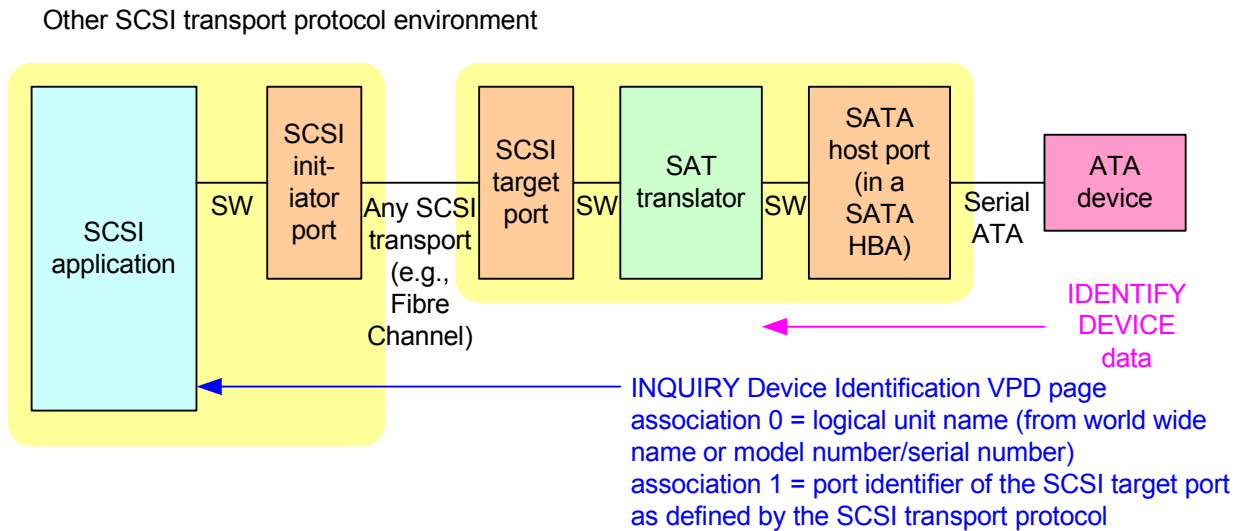 Other SCSI transport protocol environment
SCSI
application
SW
SCSI
init-
iator
port
Any SCSI
transport
(e.g.,
Fibre
Channel)
SCSI
target
port
SW
SAT
translator
SW
SATA
host port
(in a
SATA
HBA)
Serial
ATA
ATA
device
IDENTIFY
DEVICE
data
INQUIRY Device Identification VPD page
association 0 = logical unit name (from world wide
name or model number/serial number)
association 1 = port identifier of the SCSI target port
as defined by the SCSI transport protocol